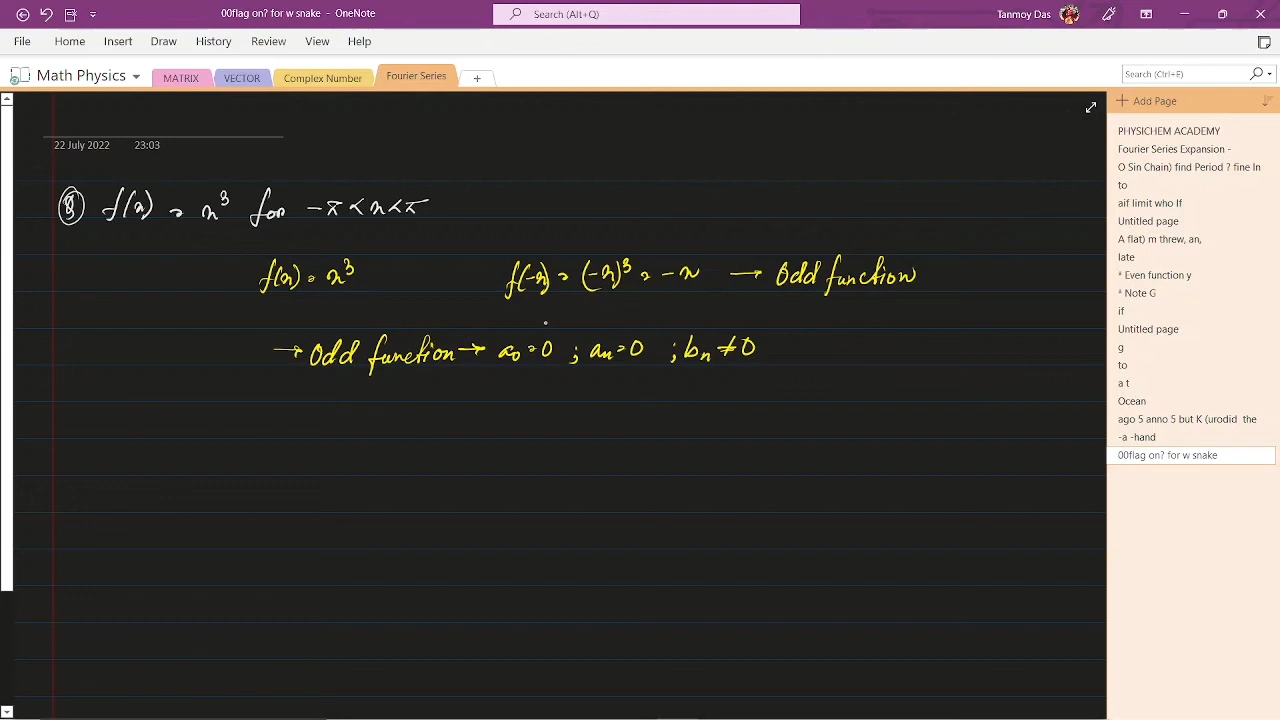 00flag on? for w snake - OneNote
Search (Alt+Q)
Tanmoy Das
File Home Insert Draw History Review View Help
Math Physics
MATRIX VECTOR Complex Number Fourier Series +
Search (Ctrl+E)
Add Page
22 July 2022 23:03
f(x) = x³ for -π < x < π
f(x) = x³ f(-x) = (-x)³ = -x → Odd function
→ Odd function → a₀ = 0 ; aₙ = 0 ; bₙ ≠ 0
PHYSICHEM ACADEMY
Fourier Series Expansion -
O Sin Chain) find Period ? fine In
to
aif limit who If
Untitled page
A flat) m threw, an,
late
* Even function y
* Note G
if
Untitled page
g
to
a t
Ocean
ago 5 anno 5 but K (urodid the
-a -hand
00flag on? for w snake